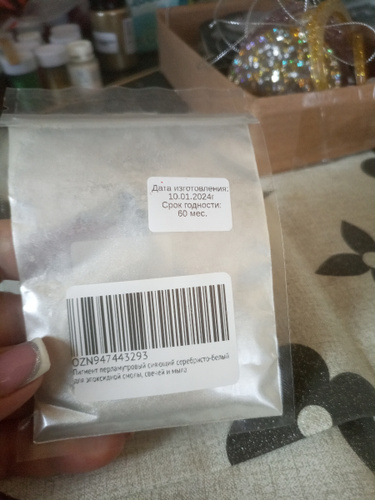 Дата изготовления:
10.01.2024г
Срок годности:
60 мес.
OZN947443293
Пигмент перламутровый сияющий серебристо-белый
для эпоксидной смолы, свечей и мыла